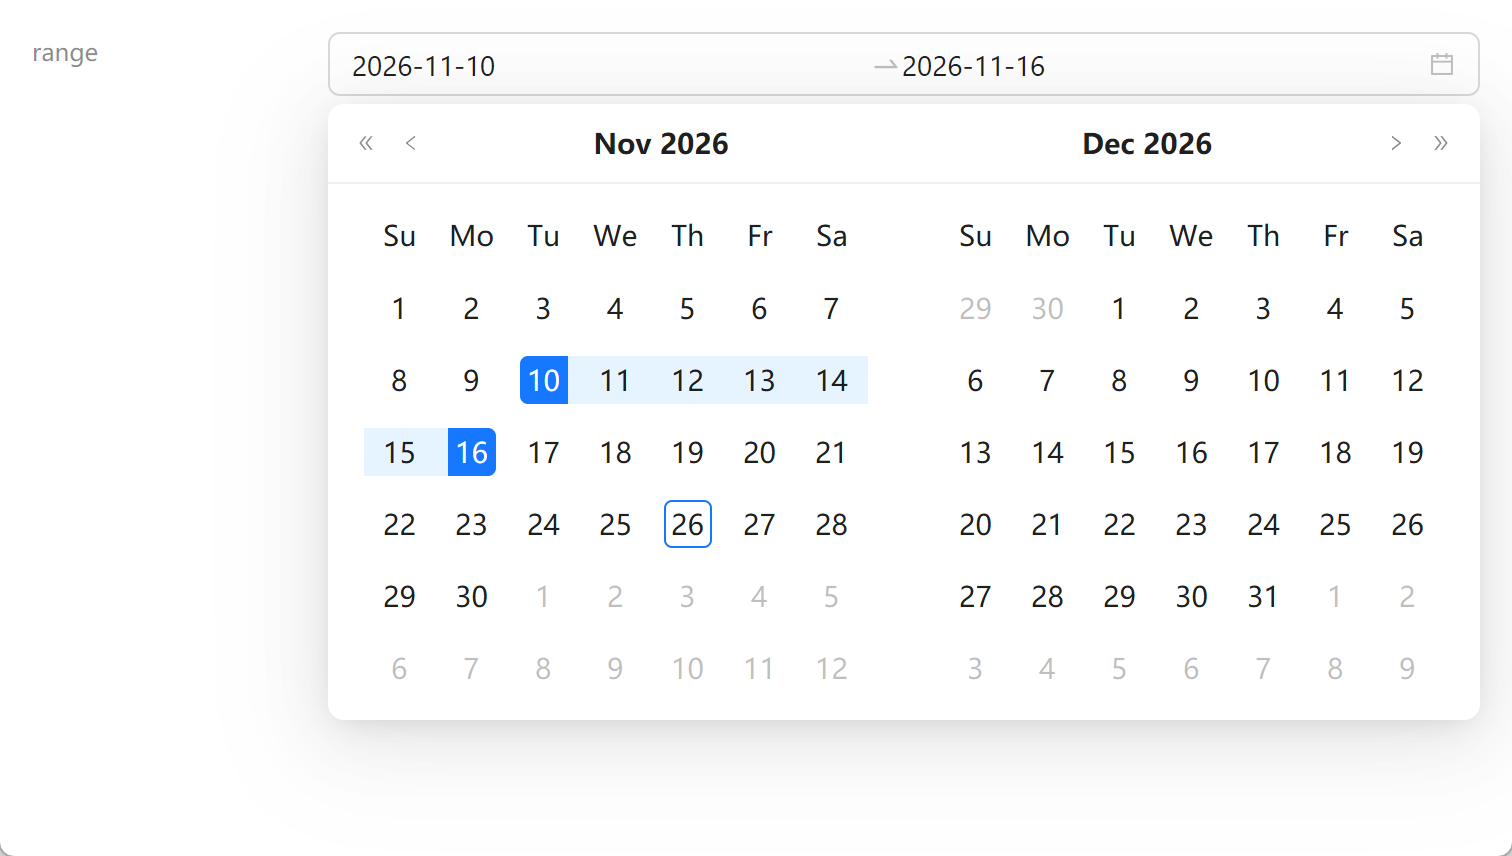 range
2026-11-10 2026-11-16
Nov 2026 Dec 2026
Su Mo Tu We Th Fr Sa Su Mo Tu We Th Fr Sa
1 2 3 4 5 6 7 29 30 1 2 3 4 5
8 9 10 11 12 13 14 6 7 8 9 10 11 12
15 16 17 18 19 20 21 13 14 15 16 17 18 19
22 23 24 25 26 27 28 20 21 22 23 24 25 26
29 30 1 2 3 4 5 27 28 29 30 31 1 2
6 7 8 9 10 11 12 3 4 5 6 7 8 9